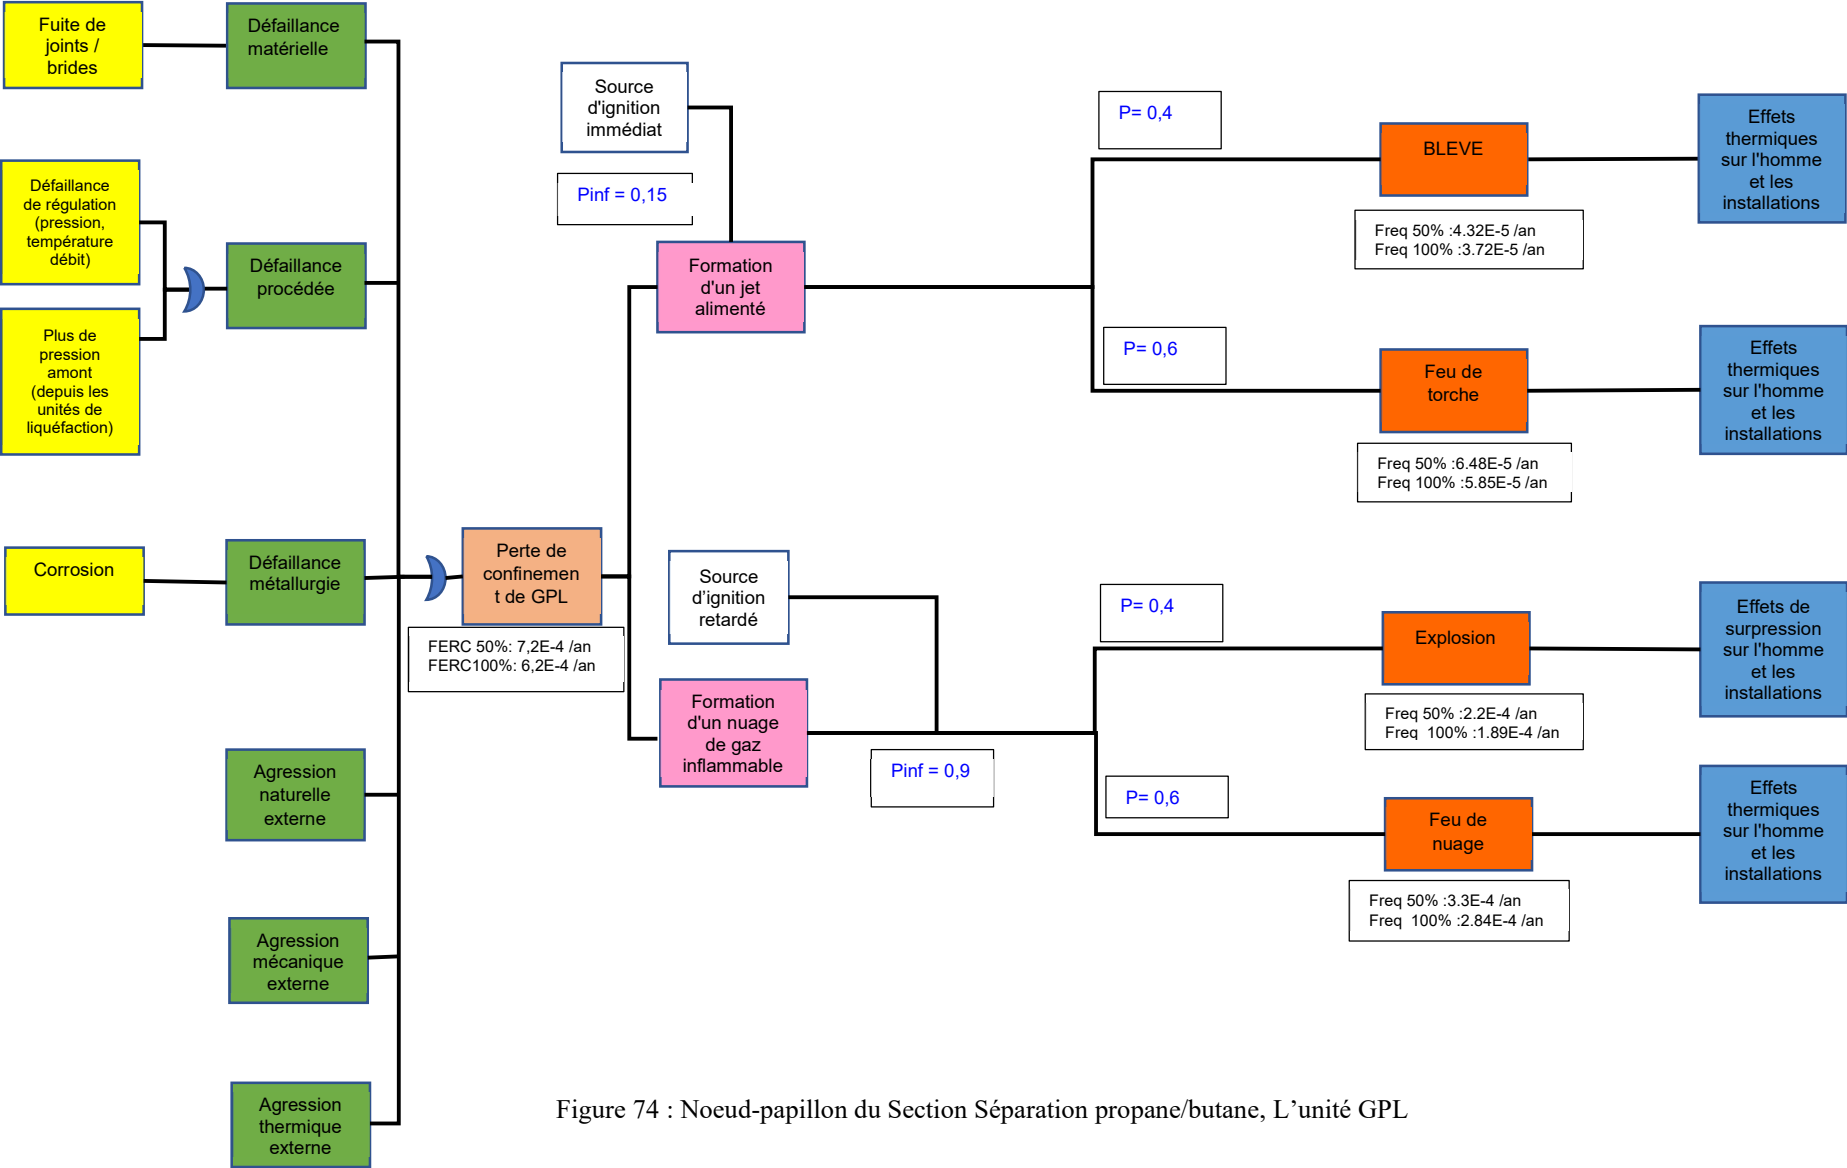 Fuite de
joints /
brides
Défaillance
matérielle
Défaillance
de régulation
(pression,
température
débit)
Plus de
pression
amont
(depuis les
unités de
liquéfaction)
Défaillance
procédée
Corrosion
Défaillance
métallurgie
Agression
naturelle
externe
Agression
mécanique
externe
Agression
thermique
externe
Perte de
confinemen
t de GPL
FERC 50%: 7,2E-4 /an
FERC100%: 6,2E-4 /an
Source
d'ignition
immédiat
Pinf = 0,15
Formation
d'un jet
alimenté
Source
d’ignition
retardé
Formation
d'un nuage
de gaz
inflammable
Pinf = 0,9
P= 0,4
BLEVE
Freq 50% :4.32E-5 /an
Freq 100% :3.72E-5 /an
Effets
thermiques
sur l'homme
et les
installations
P= 0,6
Feu de
torche
Freq 50% :6.48E-5 /an
Freq 100% :5.85E-5 /an
Effets
thermiques
sur l'homme
et les
installations
P= 0,4
Explosion
Freq 50% :2.2E-4 /an
Freq  100% :1.89E-4 /an
Effets de
surpression
sur l'homme
et les
installations
P= 0,6
Feu de
nuage
Freq 50% :3.3E-4 /an
Freq  100% :2.84E-4 /an
Effets
thermiques
sur l'homme
et les
installations
Figure 74 : Noeud-papillon du Section Séparation propane/butane, L’unité GPL